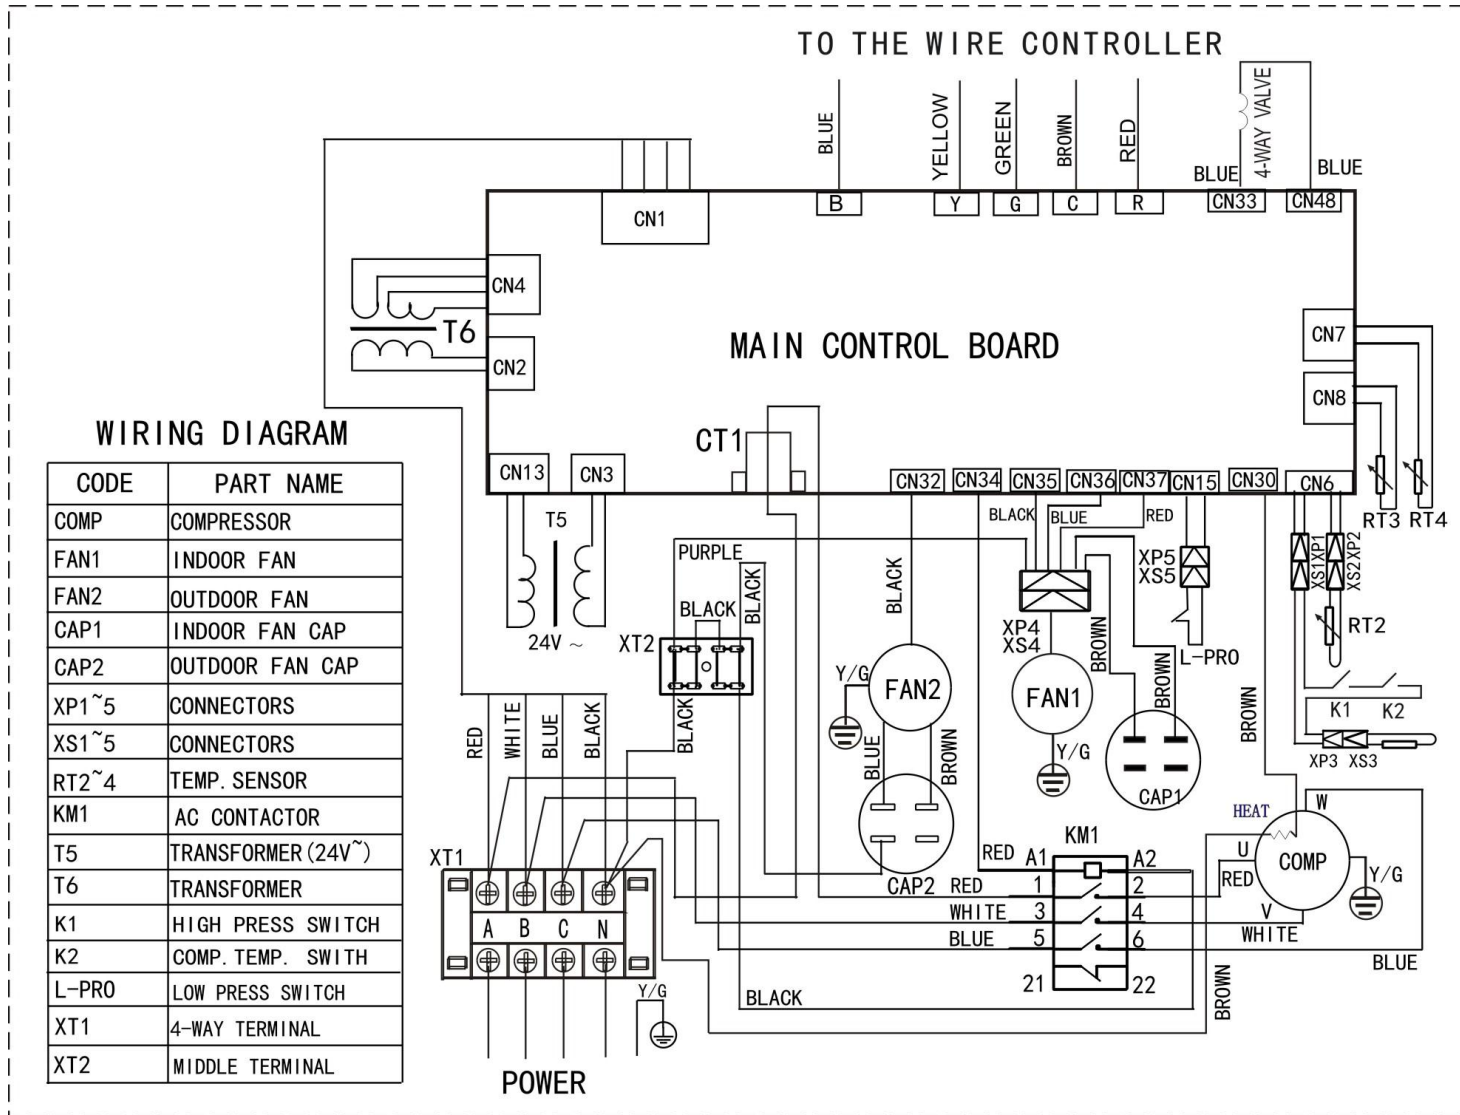 TO THE WIRE CONTROLLER
BLUE
YELLOW
GREEN
BROWN
RED
BLUE
4-WAY VALVE
BLUE
CN1
B
Y
G
C
R
CN33
CN48
CN4
T6
CN2
MAIN CONTROL BOARD
CN7
CN8
CT1
CN13
CN3
CN32
CN34
CN35
CN36
CN37
CN15
CN30
CN6
RT3
RT4
WIRING DIAGRAM
CODE PART NAME
COMP COMPRESSOR
FAN1 INDOOR FAN
FAN2 OUTDOOR FAN
CAP1 INDOOR FAN CAP
CAP2 OUTDOOR FAN CAP
XP1~5 CONNECTORS
XS1~5 CONNECTORS
RT2~4 TEMP. SENSOR
KM1 AC CONTACTOR
T5 TRANSFORMER(24V~)
T6 TRANSFORMER
K1 HIGH PRESS SWITCH
K2 COMP. TEMP. SWITH
L-PRO LOW PRESS SWITCH
XT1 4-WAY TERMINAL
XT2 MIDDLE TERMINAL
T5
24V ~
PURPLE
BLACK
BLACK
XT2
BLACK
BLACK
BLACK
BLUE
RED
XP4
XS4
XP5
XS5
L-PRO
XS1XP1
XS2XP2
RT2
K1
K2
XP3 XS3
Y/G
FAN2
FAN1
Y/G
BROWN
BROWN
BROWN
BLUE
BROWN
CAP2
CAP1
RED
WHITE
BLUE
BLACK
XT1
A
B
C
N
Y/G
POWER
KM1
RED A1
A2
RED 1
2
WHITE 3
4
BLUE 5
6
21
22
BLACK
BROWN
HEAT
W
U
RED
COMP
Y/G
V
WHITE
BLUE